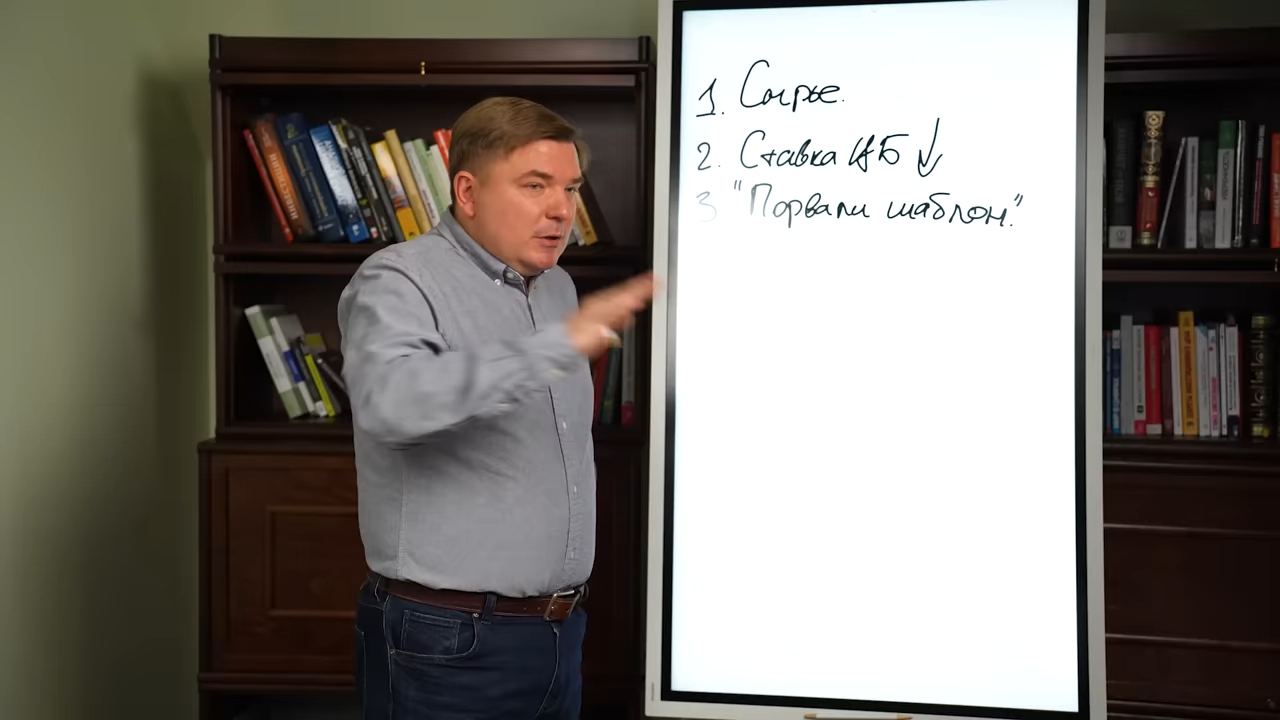 1. Сырье.
2. Ставка ЦБ ↓
3 "Порвали шаблон."